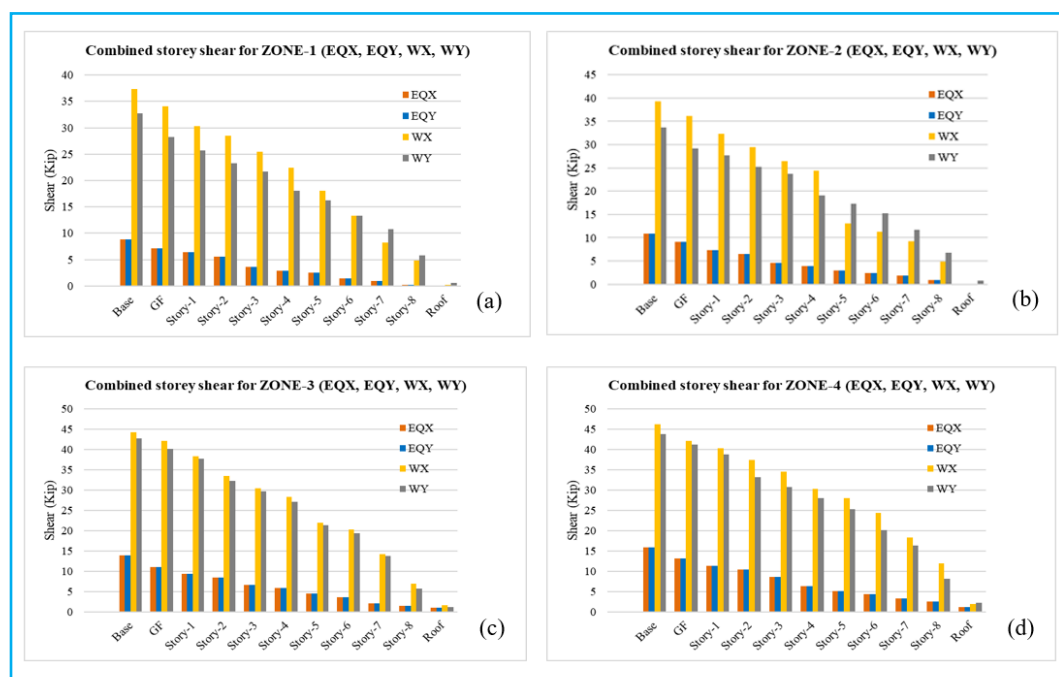 Combined storey shear for ZONE-1 (EQX, EQY, WX, WY)
40
35
30
25
20
15
10
5
0
Shear (Kip)
EQX
EQY
WX
WY
Base
GF
Story-1
Story-2
Story-3
Story-4
Story-5
Story-6
Story-7
Story-8
Roof
(a)
Combined storey shear for ZONE-2 (EQX, EQY, WX, WY)
45
40
35
30
25
20
15
10
5
0
Shear (Kip)
EQX
EQY
WX
WY
Base
GF
Story-1
Story-2
Story-3
Story-4
Story-5
Story-6
Story-7
Story-8
Roof
(b)
Combined storey shear for ZONE-3 (EQX, EQY, WX, WY)
50
45
40
35
30
25
20
15
10
5
0
Shear (Kip)
EQX
EQY
WX
WY
Base
GF
Story-1
Story-2
Story-3
Story-4
Story-5
Story-6
Story-7
Story-8
Roof
(c)
Combined storey shear for ZONE-4 (EQX, EQY, WX, WY)
50
45
40
35
30
25
20
15
10
5
0
Shear (Kip)
EQX
EQY
WX
WY
Base
GF
Story-1
Story-2
Story-3
Story-4
Story-5
Story-6
Story-7
Story-8
Roof
(d)